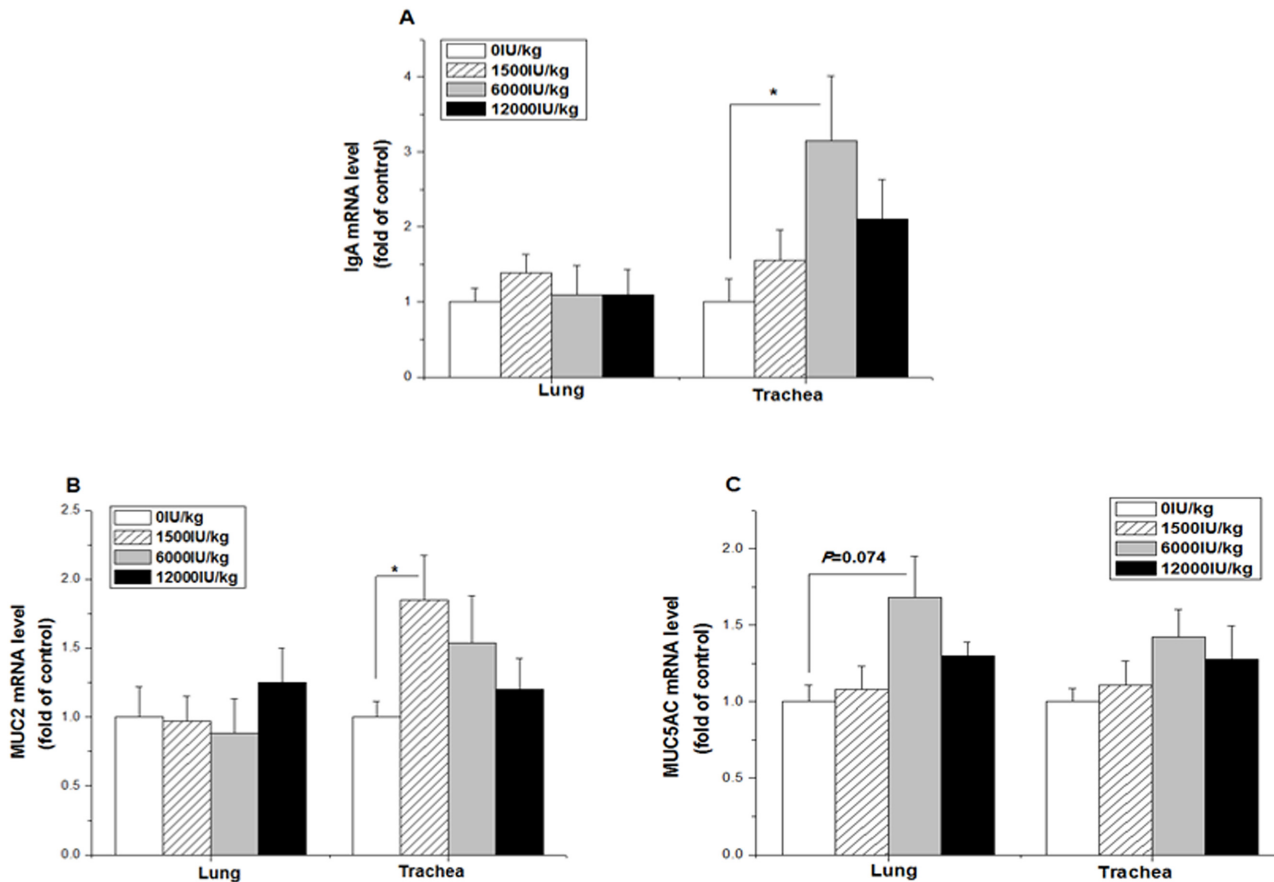 A
0IU/kg
1500IU/kg
6000IU/kg
12000IU/kg
IgA mRNA level
(fold of control)
4
3
2
1
0
*
Lung
Trachea
B
0IU/kg
1500IU/kg
6000IU/kg
12000IU/kg
MUC2 mRNA level
(fold of control)
2.5
2.0
1.5
1.0
0.5
0.0
*
Lung
Trachea
C
0IU/kg
1500IU/kg
6000IU/kg
12000IU/kg
MUC5AC mRNA level
(fold of control)
2.0
1.5
1.0
0.5
0.0
P=0.074
Lung
Trachea